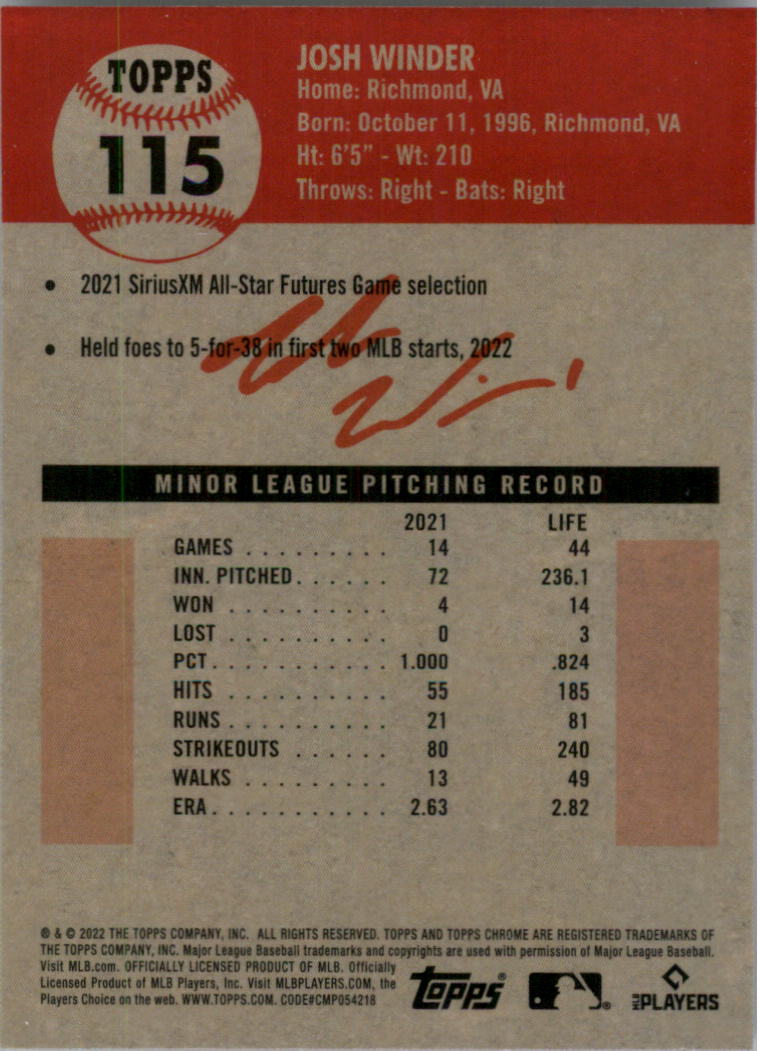 TOPPS
115
JOSH WINDER
Home: Richmond, VA
Born: October 11, 1996, Richmond, VA
Ht: 6'5" - Wt: 210
Throws: Right - Bats: Right
• 2021 SiriusXM All-Star Futures Game selection
• Held foes to 5-for-38 in first two MLB starts, 2022
MINOR LEAGUE PITCHING RECORD
2021 LIFE
GAMES . . . . . . . . . . 14 44
INN. PITCHED . . . . . . 72 236.1
WON . . . . . . . . . . 4 14
LOST . . . . . . . . . . 0 3
PCT . . . . . . . . . . . 1.000 .824
HITS . . . . . . . . . . 55 185
RUNS . . . . . . . . . . 21 81
STRIKEOUTS . . . . . . 80 240
WALKS . . . . . . . . . 13 49
ERA . . . . . . . . . . . 2.63 2.82
® & © 2022 THE TOPPS COMPANY, INC. ALL RIGHTS RESERVED. TOPPS AND TOPPS CHROME ARE REGISTERED TRADEMARKS OF
THE TOPPS COMPANY, INC. Major League Baseball trademarks and copyrights are used with permission of Major League Baseball.
Visit MLB.com. OFFICIALLY LICENSED PRODUCT OF MLB. Officially
Licensed Product of MLB Players, Inc. Visit MLBPLAYERS.COM, the
Players Choice on the web. WWW.TOPPS.COM. CODE#CMP054218
Topps®
MLB PLAYERS